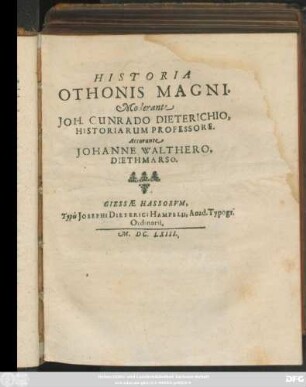 HISTORIA
OTHONIS MAGNI.
Moderante
JOH. CUNRADO DIETERICHIO,
HISTORIARUM PROFESSORE.
Accurante
JOHANNE WALTHERO,
DIETHMARSO.
GIESSÆ HASSORUM,
Typis JOSEPHI DIETERICI HAMPELII, Acad. Typogr.
Ordinarii,
M. DC. LXIII.